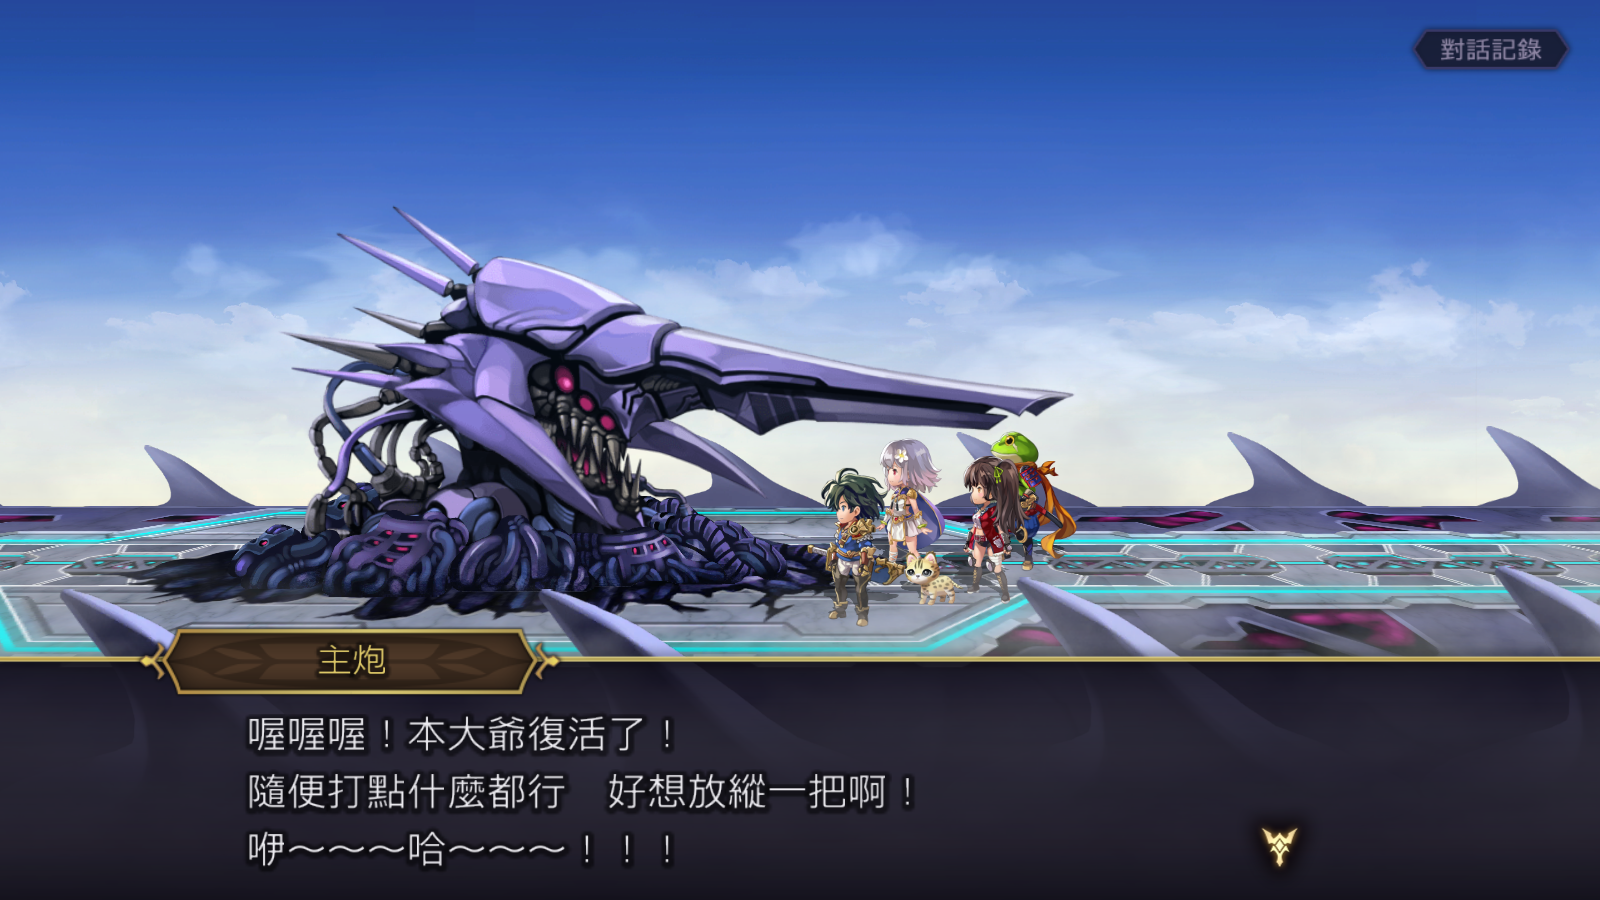 對話記錄
主炮
喔喔喔！本大爺復活了！
隨便打點什麼都行　好想放縱一把啊！
咿～～～哈～～～！！！